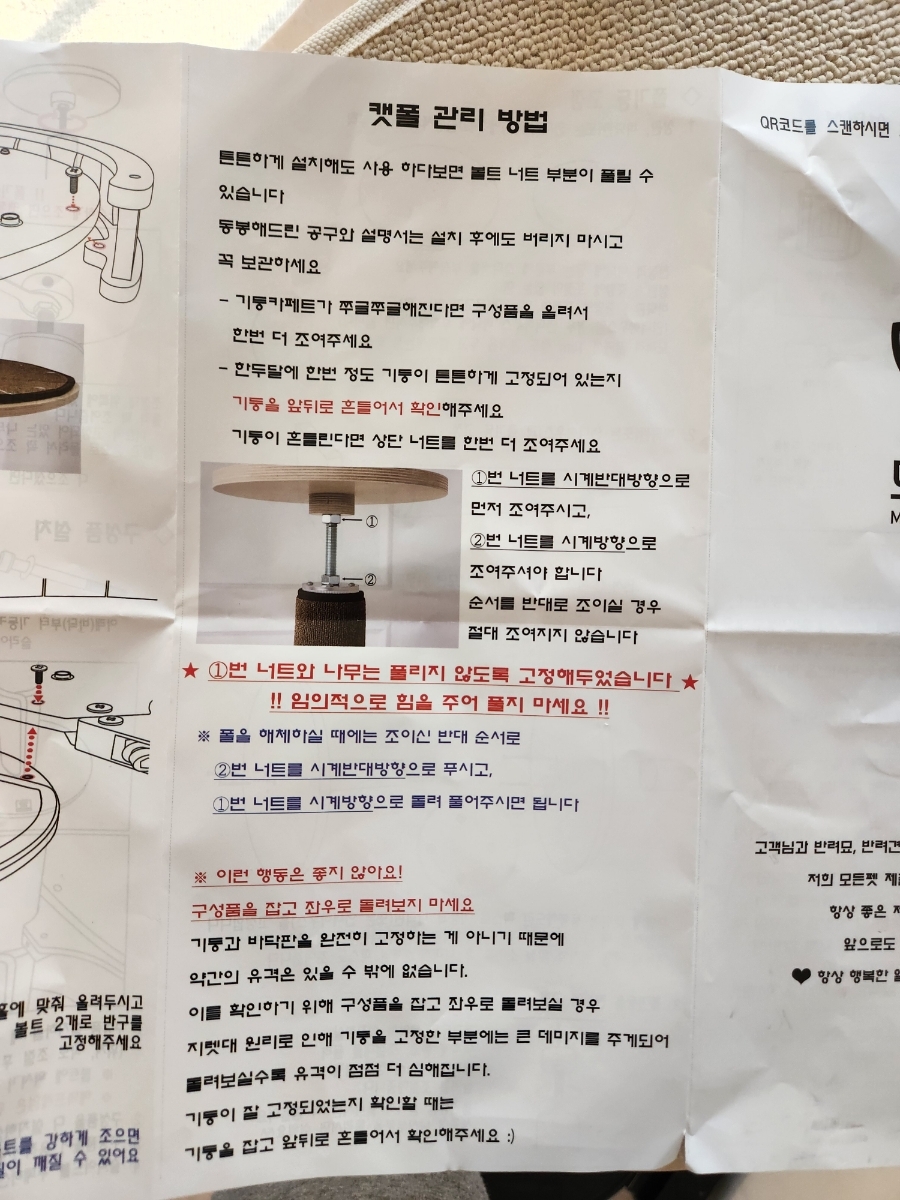 캣폴 관리 방법
튼튼하게 설치해도 사용 하다보면 볼트 너트 부분이 풀릴 수
있습니다
동봉해드린 공구와 설명서는 설치 후에도 버리지 마시고
꼭 보관하세요
- 기둥카페트가 쭈글쭈글해진다면 구성품을 올려서
한번 더 조여주세요
- 한두달에 한번 정도 기둥이 튼튼하게 고정되어 있는지
기둥을 앞뒤로 흔들어서 확인해주세요
기둥이 흔들린다면 상단 너트를 한번 더 조여주세요
①
②
①번 너트를 시계반대방향으로
먼저 조여주시고,
②번 너트를 시계방향으로
조여주셔야 합니다
순서를 반대로 조이실 경우
절대 조여지지 않습니다
★ ①번 너트와 나무는 풀리지 않도록 고정해두었습니다 ★
!! 임의적으로 힘을 주어 풀지 마세요 !!
※ 폴을 해체하실 때에는 조이신 반대 순서로
②번 너트를 시계반대방향으로 푸시고,
①번 너트를 시계방향으로 돌려 풀어주시면 됩니다
※ 이런 행동은 좋지 않아요!
구성품을 잡고 좌우로 돌려보지 마세요
기둥과 바닥판을 완전히 고정하는 게 아니기 때문에
약간의 유격은 있을 수 밖에 없습니다.
이를 확인하기 위해 구성품을 잡고 좌우로 돌려보실 경우
지렛대 원리로 인해 기둥을 고정한 부분에는 큰 데미지를 주게되어
돌려보실수록 유격이 점점 더 심해집니다.
기둥이 잘 고정되었는지 확인할 때는
기둥을 잡고 앞뒤로 흔들어서 확인해주세요 :)
맞춰 올려두시고
볼트 2개로 반구를
고정해주세요
강하게 조으면
깨질 수 있어요
QR코드를 스캔하시면
고객님과 반려묘,
저희 모든펫
항상 좋은
앞으로도
♥ 항상 행복한